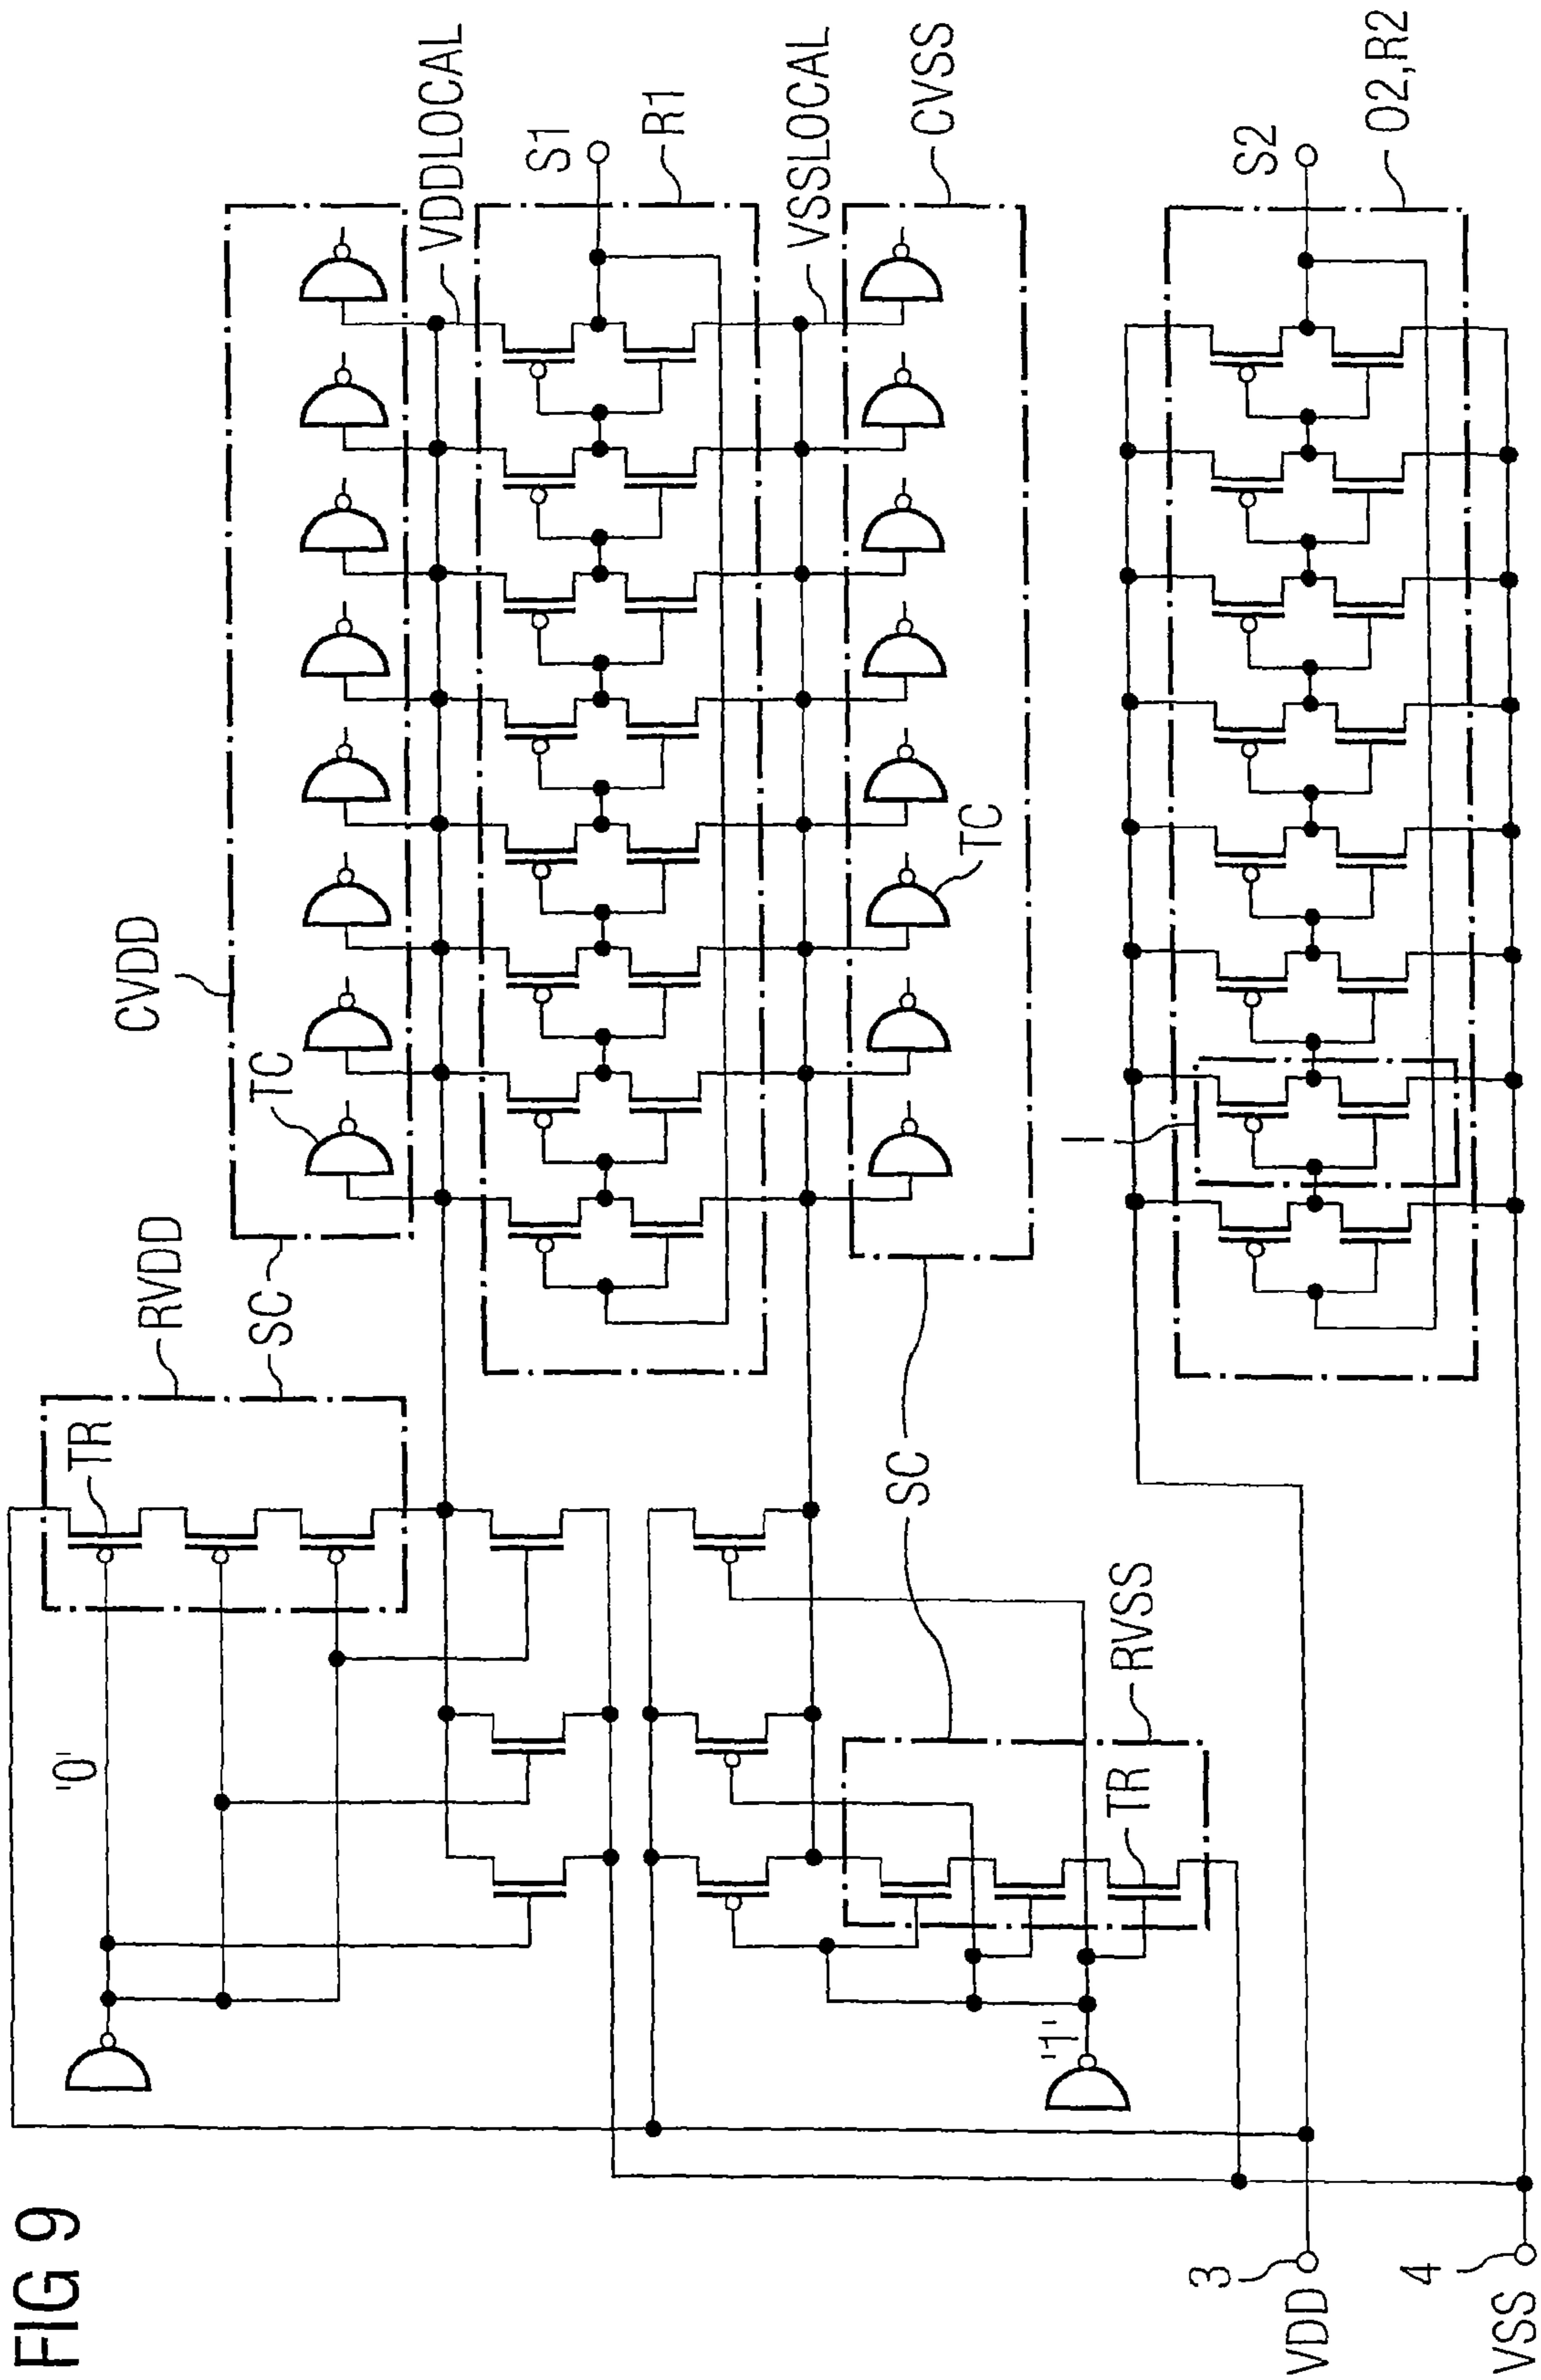 FIG 9
'0'
TR
RVDD
SC
CVDD
TC
VDDLOCAL
S1
R1
VSSLOCAL
CVSS
TC
SC
RVSS
TR
'1'
I
S2
O2,R2
3
VDD
4
VSS